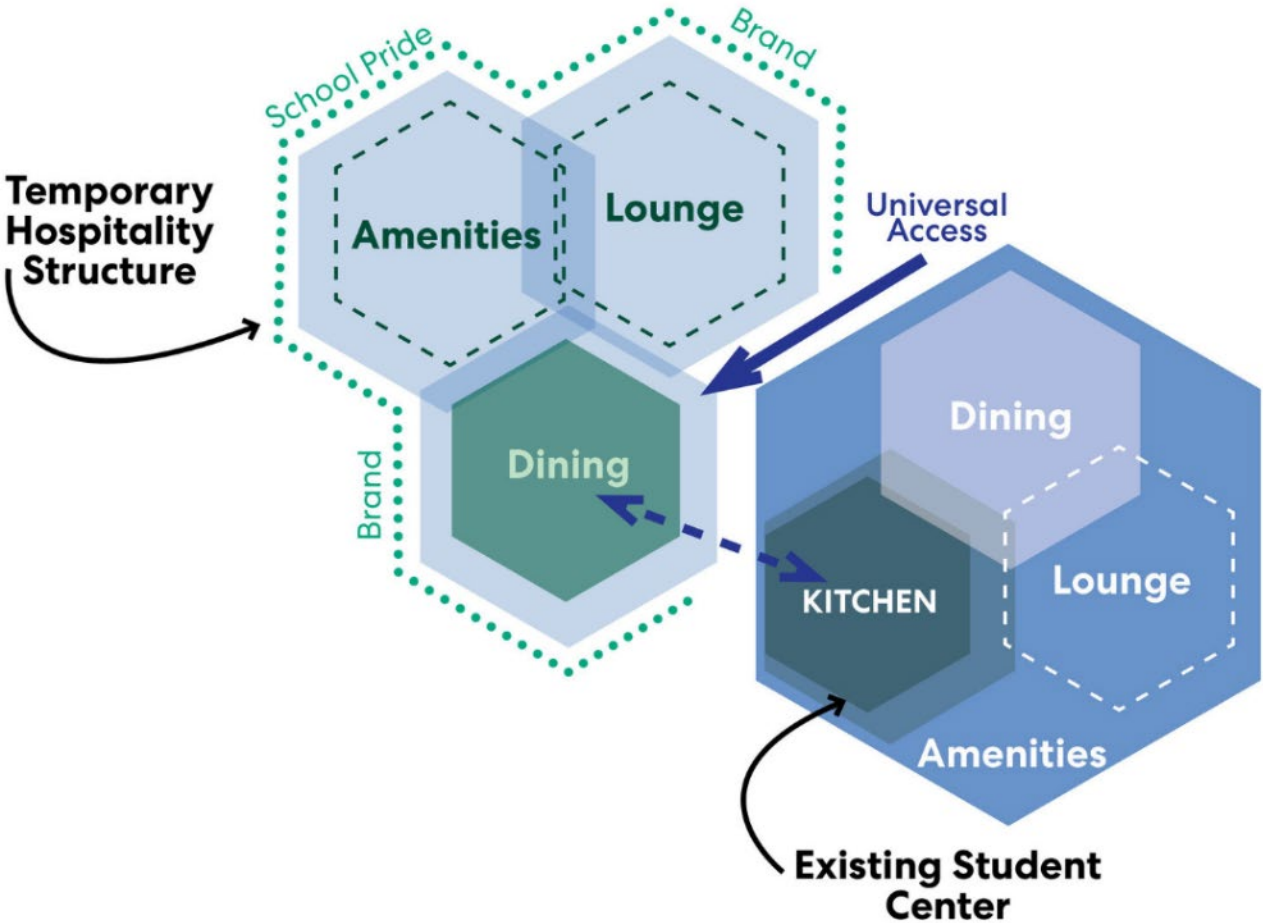 School Pride
Brand
Temporary
Hospitality
Structure
Amenities
Lounge
Universal
Access
Dining
Brand
Dining
KITCHEN
Lounge
Amenities
Existing Student
Center